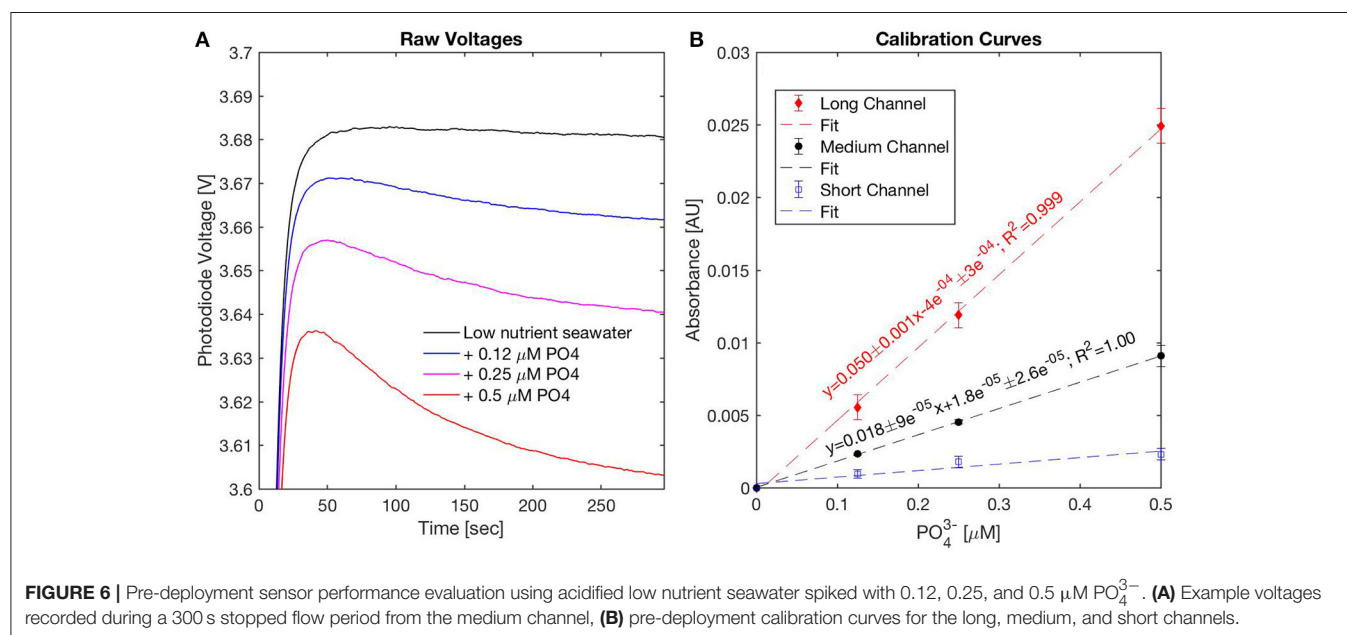 A
Raw Voltages
3.7
3.69
3.68
3.67
3.66
3.65
3.64
3.63
3.62
3.61
3.6
Photodiode Voltage [V]
Low nutrient seawater
+ 0.12 μM PO4
+ 0.25 μM PO4
+ 0.5 μM PO4
0 50 100 150 200 250
Time [sec]
B
Calibration Curves
0.03
0.025
0.02
0.015
0.01
0.005
0
Absorbance [AU]
Long Channel
Fit
Medium Channel
Fit
Short Channel
Fit
y=0.050±0.001x-4e⁻⁰⁴±3e⁻⁰⁴; R²=0.999
y=0.018±9e⁻⁰⁵x+1.8e⁻⁰⁵±2.6e⁻⁰⁵; R²=1.00
0 0.1 0.2 0.3 0.4 0.5
PO₄³⁻ [μM]
FIGURE 6 | Pre-deployment sensor performance evaluation using acidified low nutrient seawater spiked with 0.12, 0.25, and 0.5 μM PO₄³⁻. (A) Example voltages
recorded during a 300 s stopped flow period from the medium channel, (B) pre-deployment calibration curves for the long, medium, and short channels.